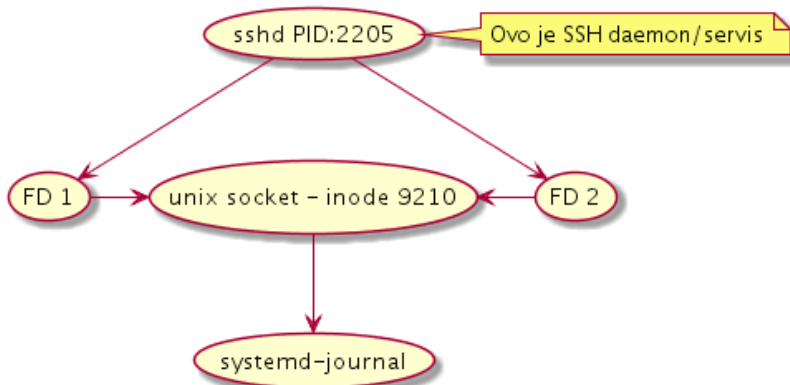 sshd PID:2205
Ovo je SSH daemon/servis
FD 1
unix socket - inode 9210
FD 2
systemd-journal